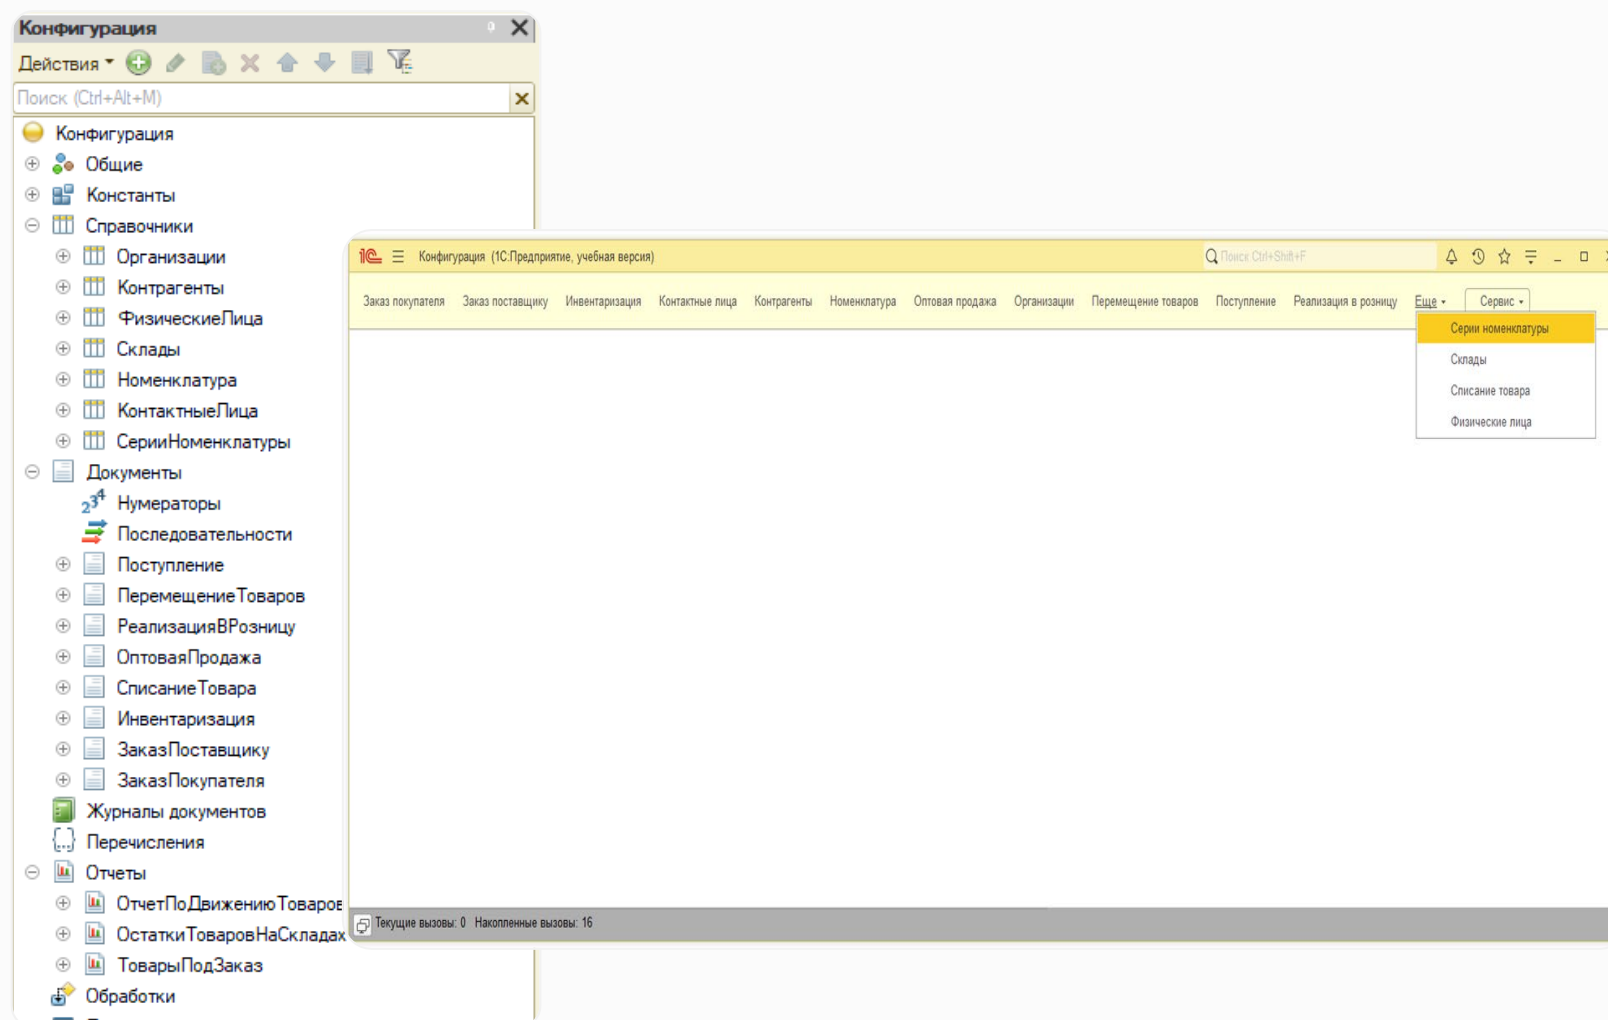 Конфигурация
Действия
Поиск (Ctrl+Alt+M)
Конфигурация
Общие
Константы
Справочники
Организации
Контрагенты
ФизическиеЛица
Склады
Номенклатура
КонтактныеЛица
СерииНоменклатуры
Документы
Нумераторы
Последовательности
Поступление
ПеремещениеТоваров
РеализацияВРозницу
ОптоваяПродажа
СписаниеТовара
Инвентаризация
ЗаказПоставщику
ЗаказПокупателя
Журналы документов
Перечисления
Отчеты
ОтчетПоДвижениюТоваров
ОстаткиТоваровНаСкладах
ТоварыПодЗаказ
Обработки
1С Конфигурация (1С:Предприятие, учебная версия) Поиск Ctrl+Shift+F
Заказ покупателя Заказ поставщику Инвентаризация Контактные лица Контрагенты Номенклатура Оптовая продажа Организации Перемещение товаров Поступление Реализация в розницу Еще Сервис
Серии номенклатуры
Склады
Списание товара
Физические лица
Текущие вызовы: 0 Накопленные вызовы: 16